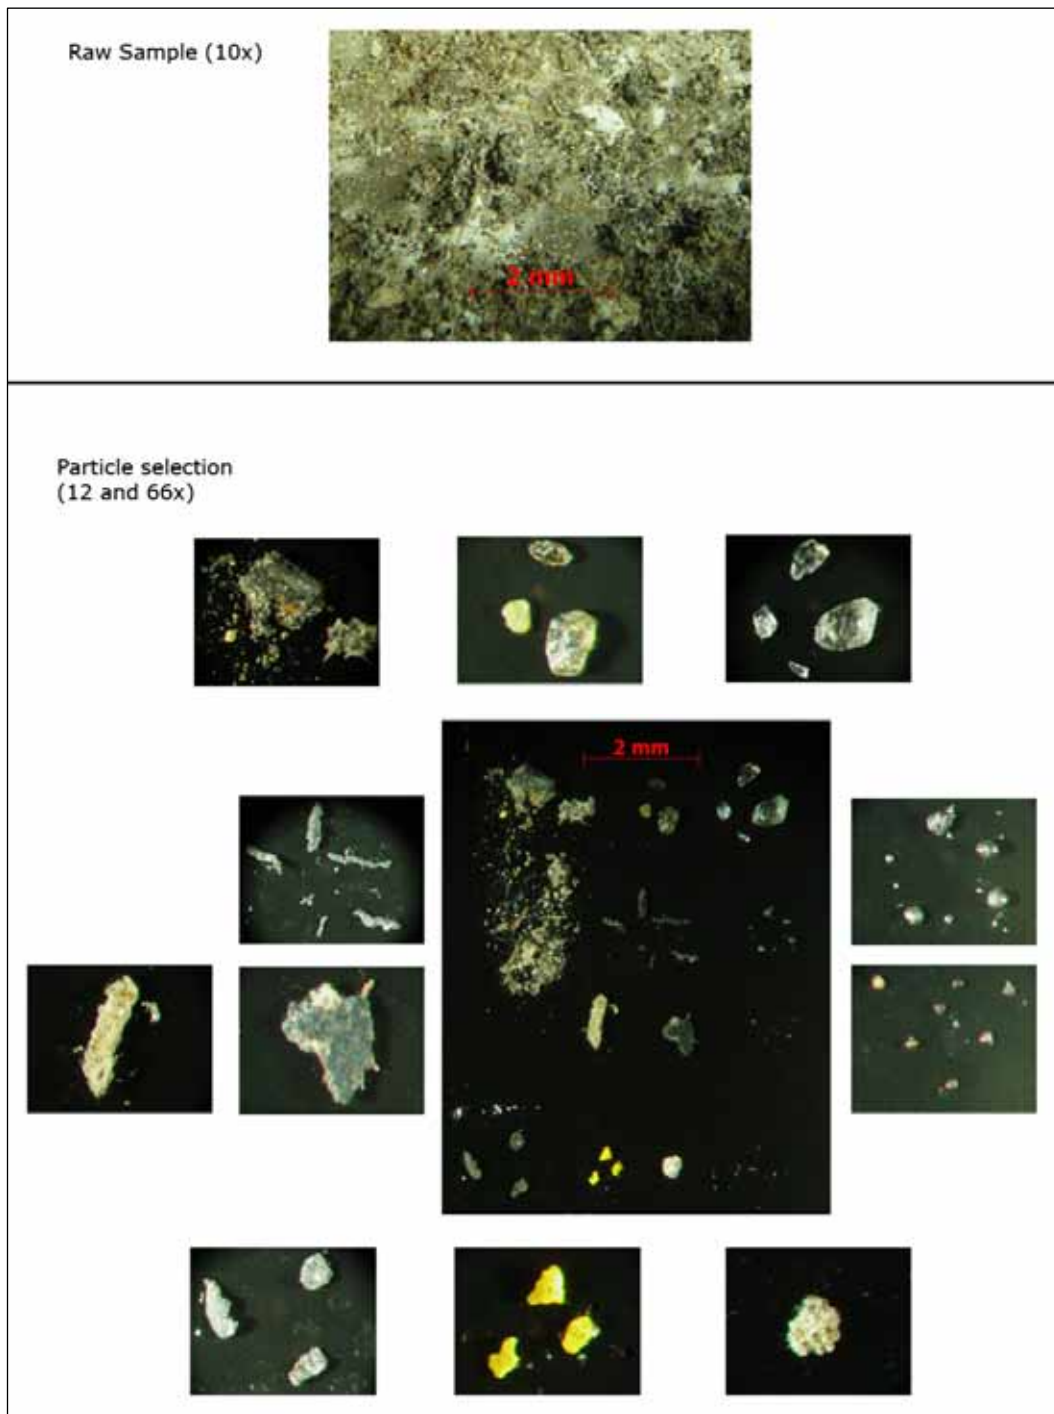 Raw Sample (10x)
2 mm
Particle selection
(12 and 66x)
2 mm